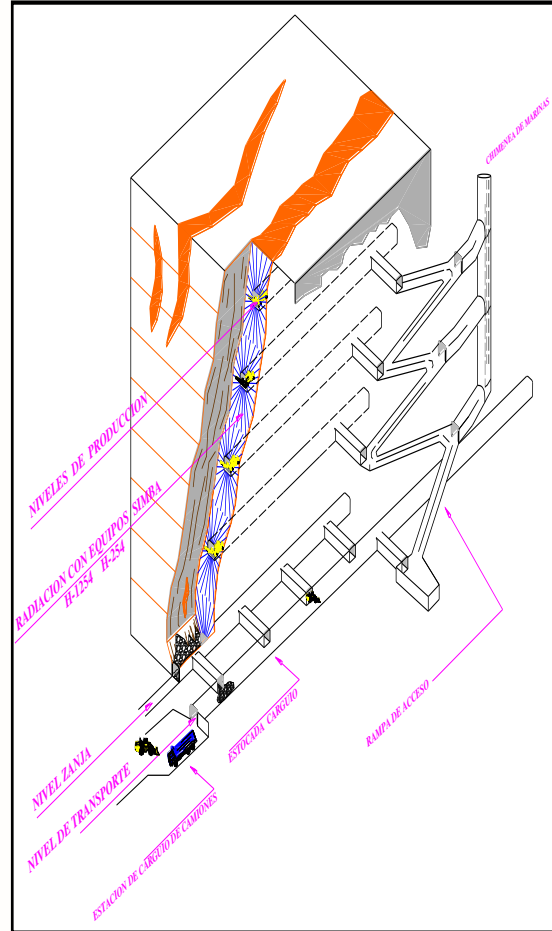 CHIMENEA DE MARINAS
NIVELES DE PRODUCCION
RADIACION CON EQUIPOS SIMBA
H-1254 H-254
NIVEL ZANJA
NIVEL DE TRANSPORTE
ESTACION DE CARGUIO DE CAMIONES
ESTOCADA CARGUIO
RAMPA DE ACCESO